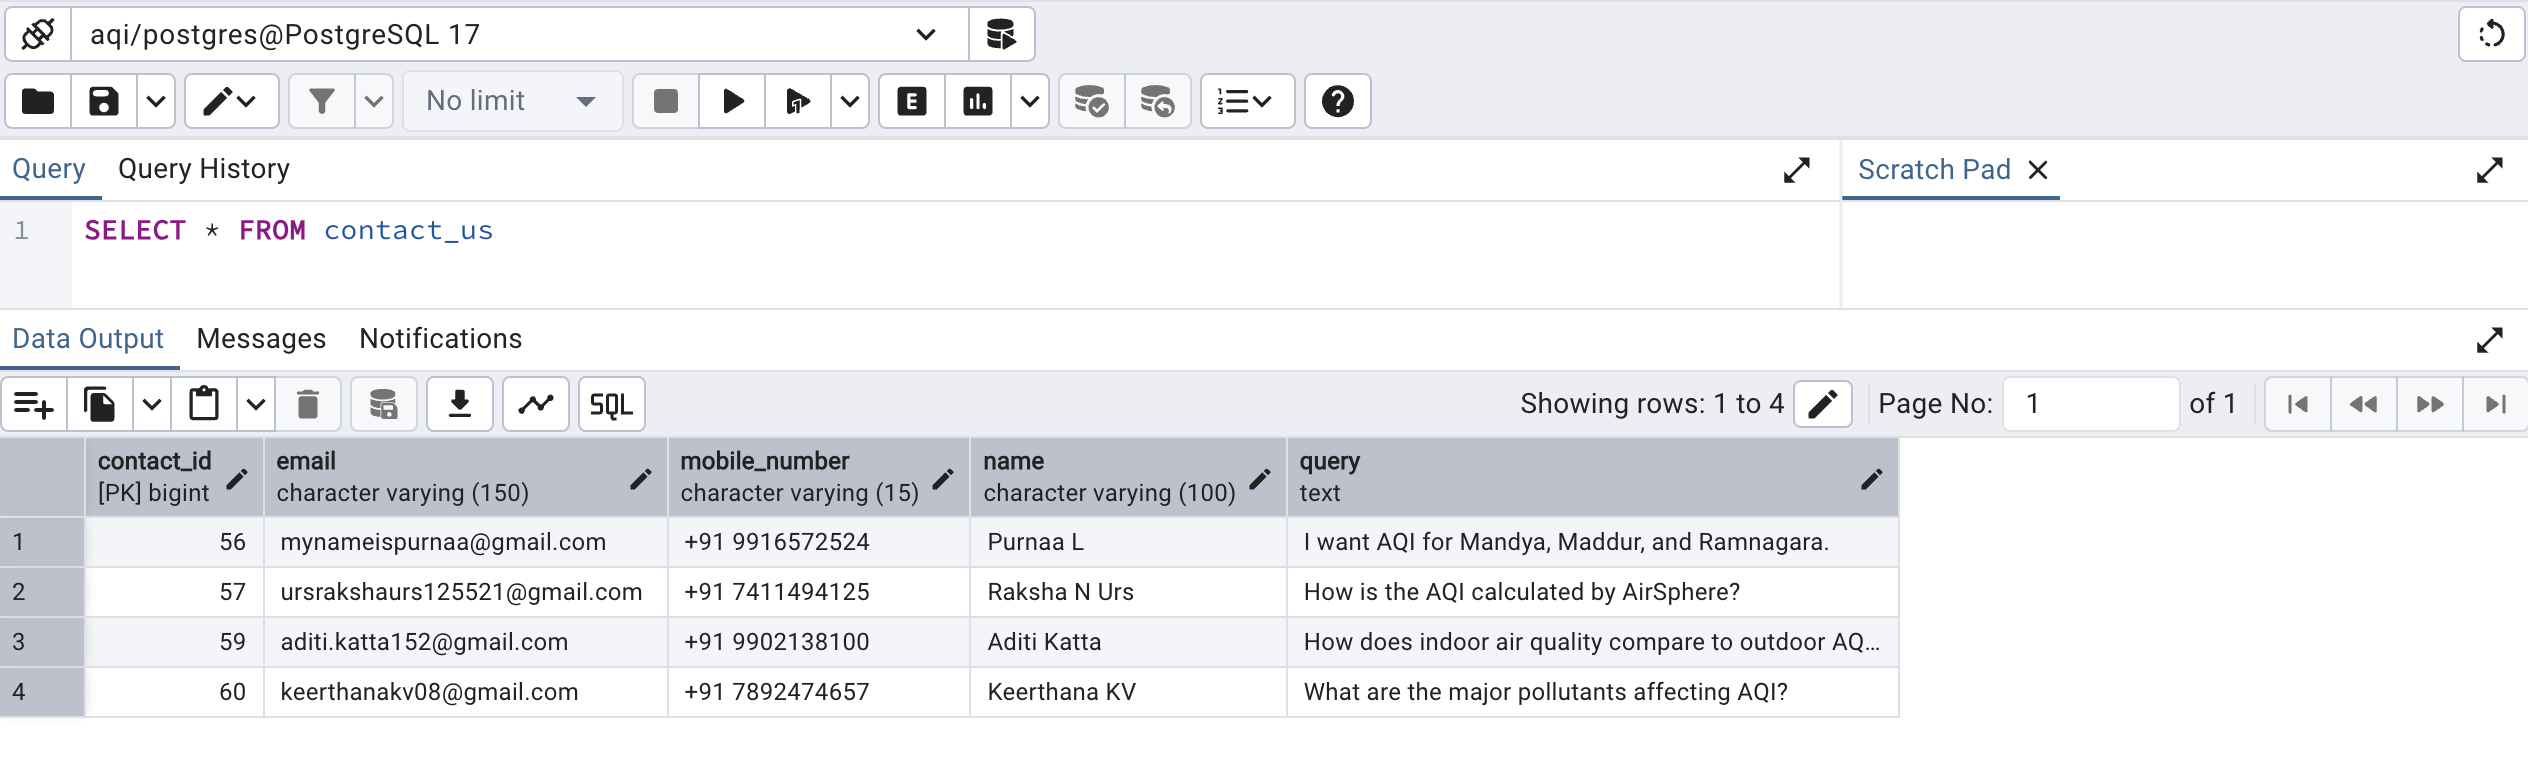 aqi/postgres@PostgreSQL 17
No limit
E
Query Query History
Scratch Pad
1 SELECT * FROM contact_us
Data Output Messages Notifications
SQL Showing rows: 1 to 4 Page No: 1 of 1
contact_id email mobile_number name query
[PK] bigint character varying (150) character varying (15) character varying (100) text
1 56 mynameispurnaa@gmail.com +91 9916572524 Purnaa L I want AQI for Mandya, Maddur, and Ramnagara.
2 57 ursrakshaurs125521@gmail.com +91 7411494125 Raksha N Urs How is the AQI calculated by AirSphere?
3 59 aditi.katta152@gmail.com +91 9902138100 Aditi Katta How does indoor air quality compare to outdoor AQ...
4 60 keerthanakv08@gmail.com +91 7892474657 Keerthana KV What are the major pollutants affecting AQI?